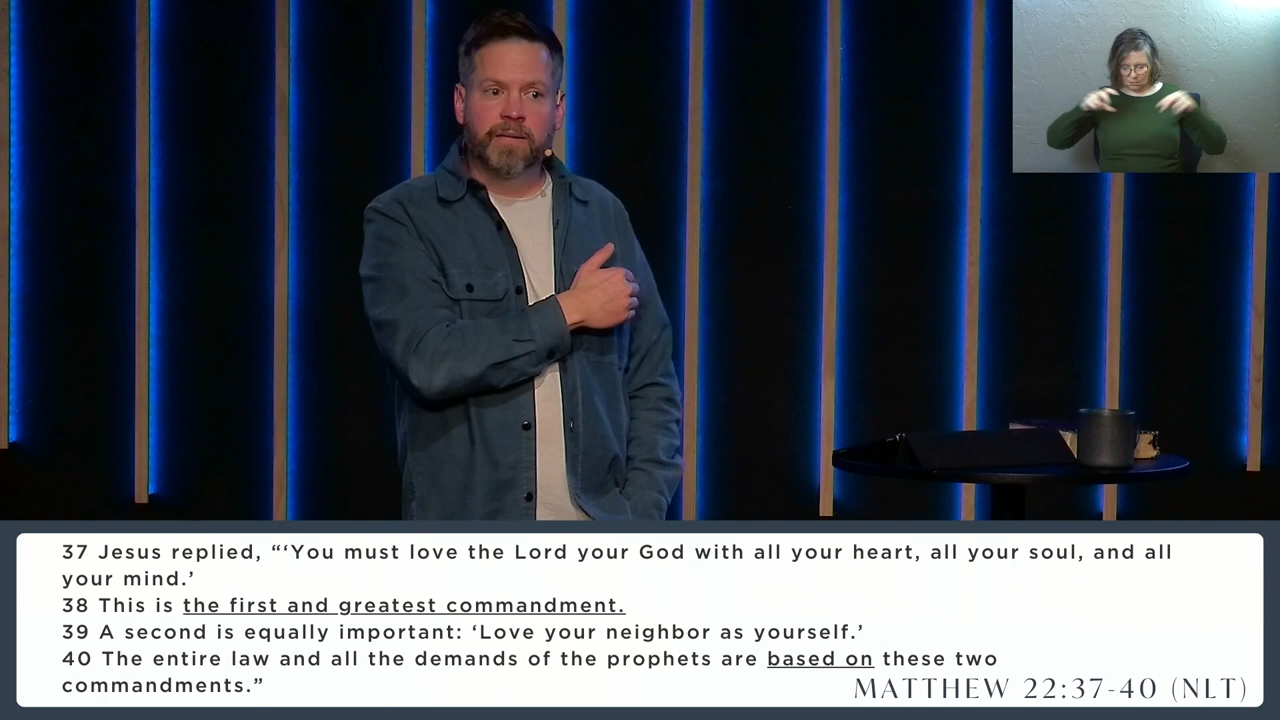 37 Jesus replied, “‘You must love the Lord your God with all your heart, all your soul, and all
your mind.’
38 This is the first and greatest commandment.
39 A second is equally important: ‘Love your neighbor as yourself.’
40 The entire law and all the demands of the prophets are based on these two
commandments.”
MATTHEW 22:37-40 (NLT)